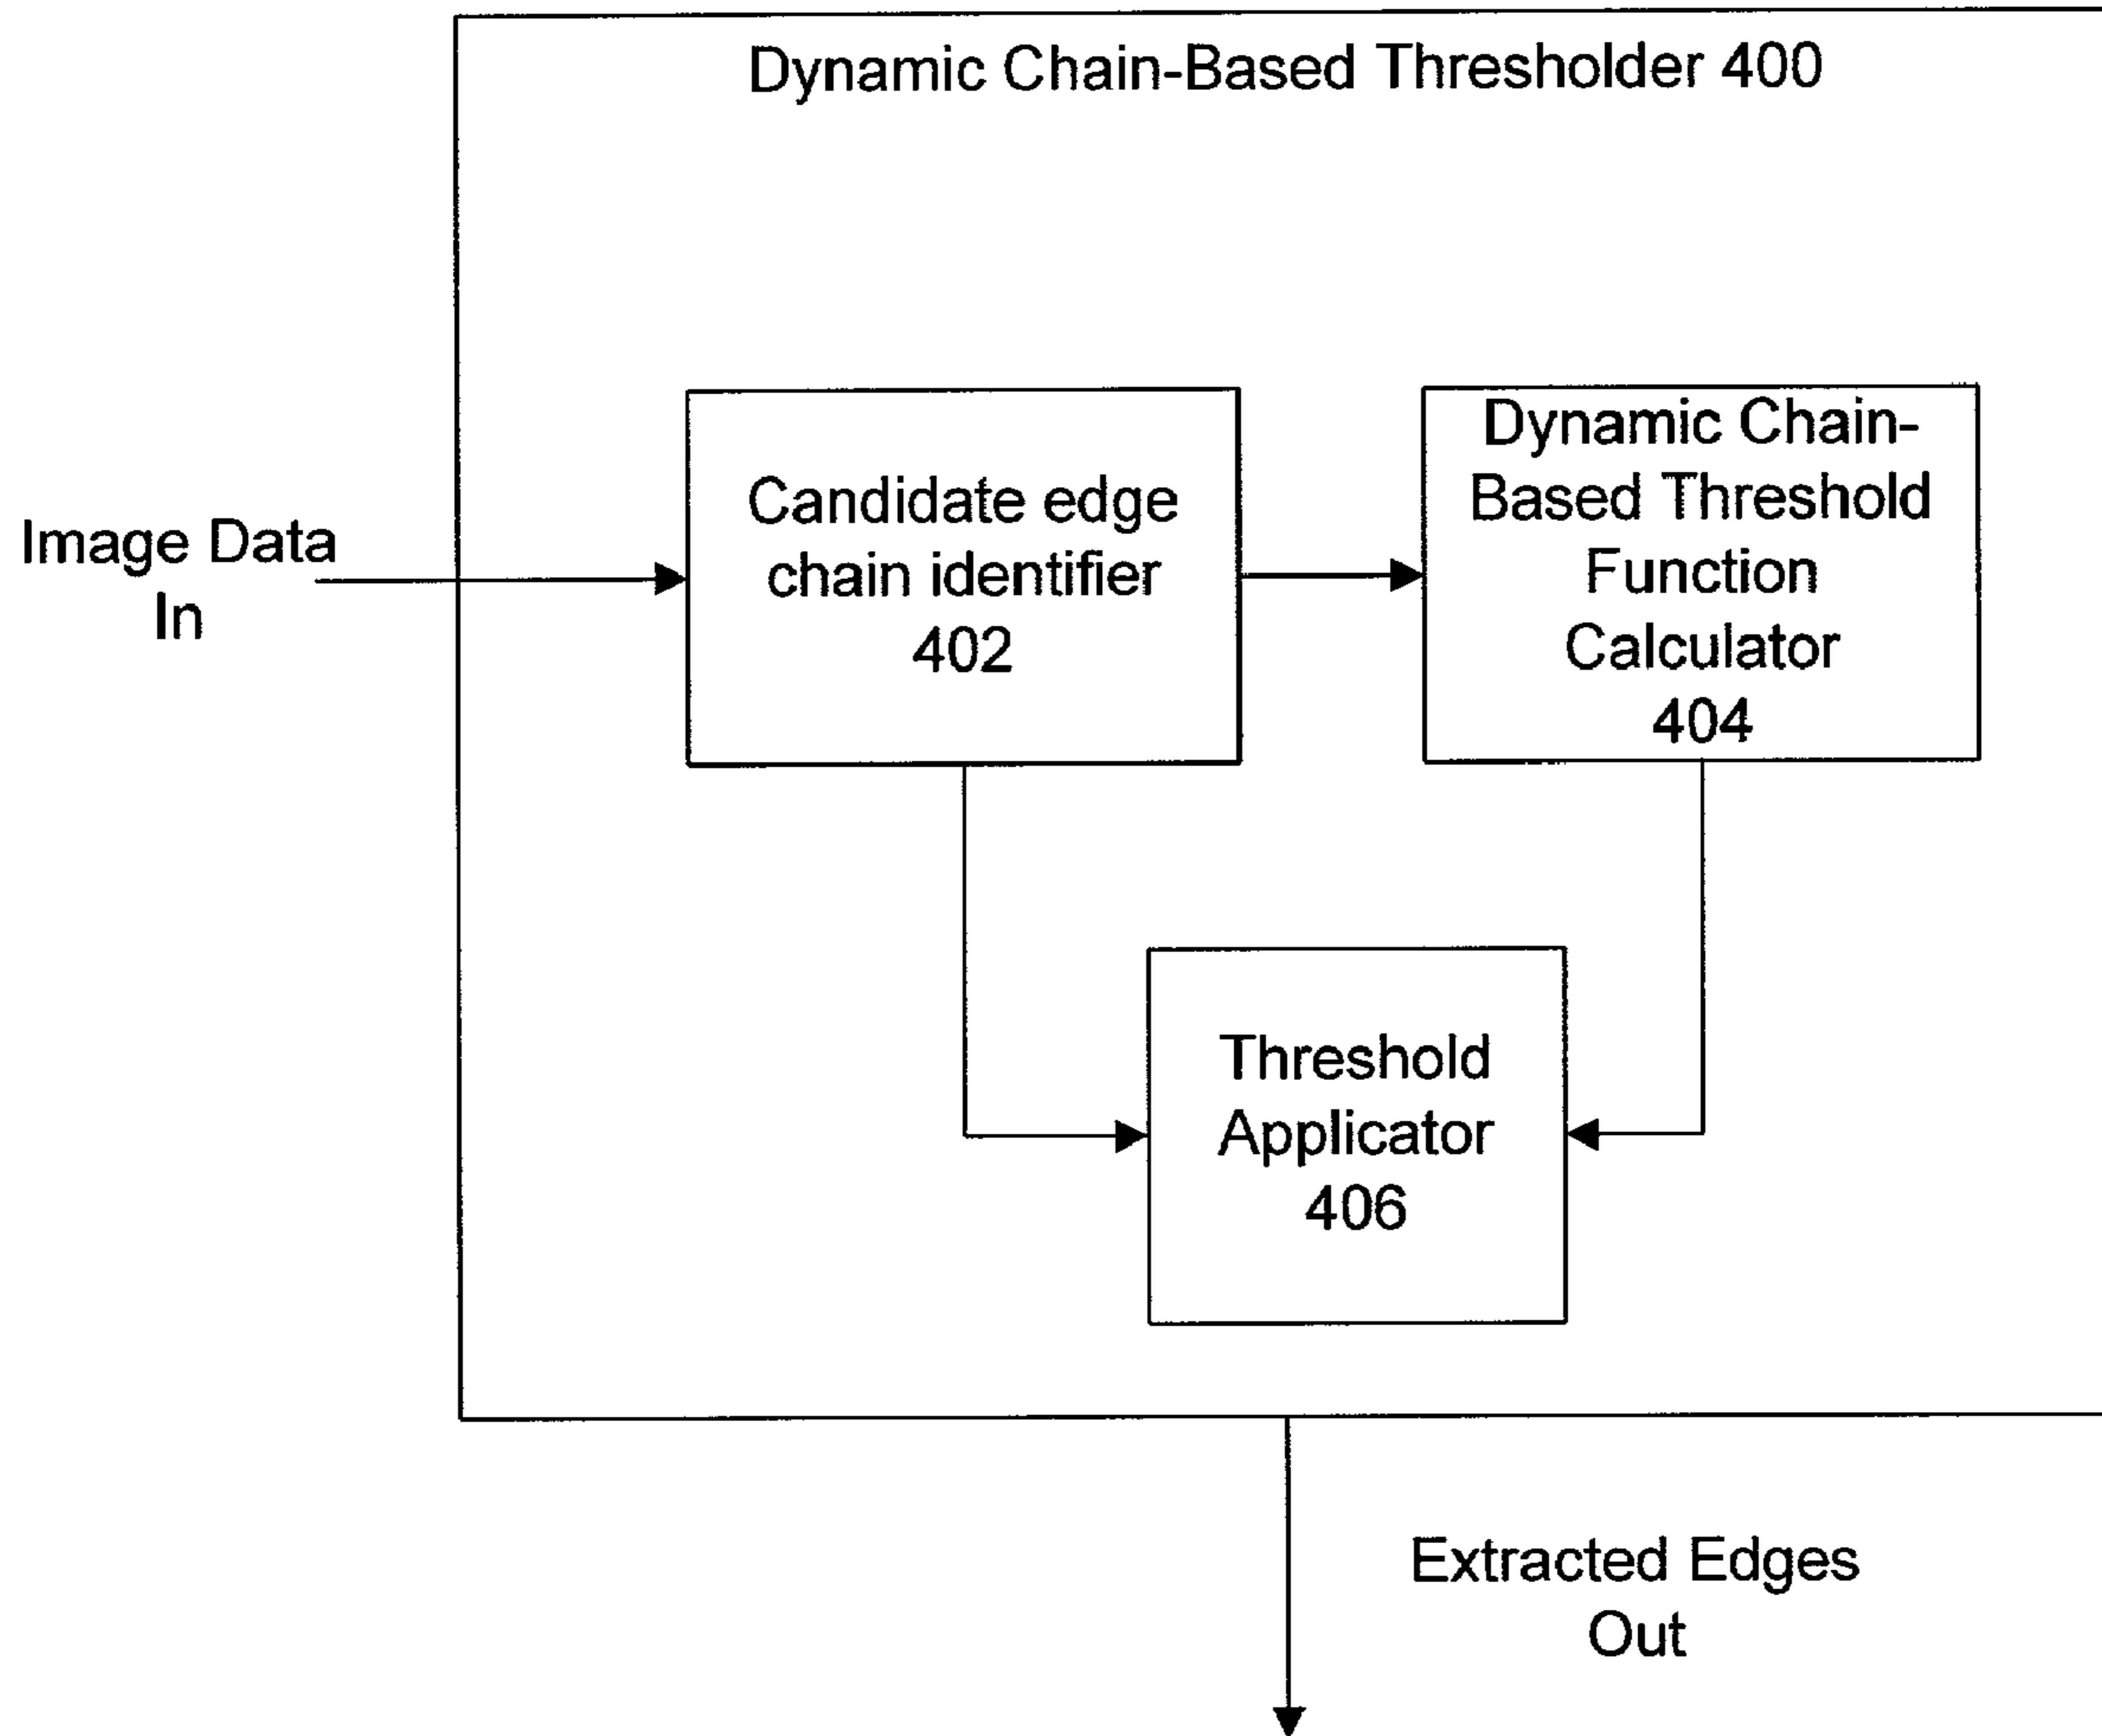 Dynamic Chain-Based Thresholder 400
Image Data
In
Candidate edge
chain identifier
402
Dynamic Chain-
Based Threshold
Function
Calculator
404
Threshold
Applicator
406
Extracted Edges
Out